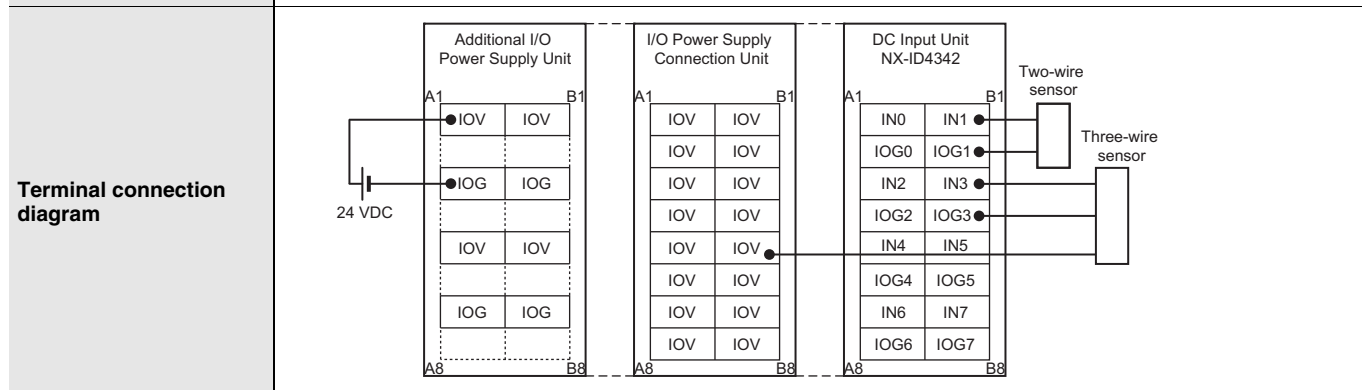 Terminal connection
diagram
24 VDC
Additional I/O
Power Supply Unit
A1 B1
IOV IOV
IOG IOG
IOV IOV
IOG IOG
A8 B8
I/O Power Supply
Connection Unit
A1 B1
IOV IOV
IOV IOV
IOV IOV
IOV IOV
IOV IOV
IOV IOV
IOV IOV
IOV IOV
A8 B8
DC Input Unit
NX-ID4342
A1 B1
IN0 IN1
IOG0 IOG1
IN2 IN3
IOG2 IOG3
IN4 IN5
IOG4 IOG5
IN6 IN7
IOG6 IOG7
A8 B8
Two-wire
sensor
Three-wire
sensor